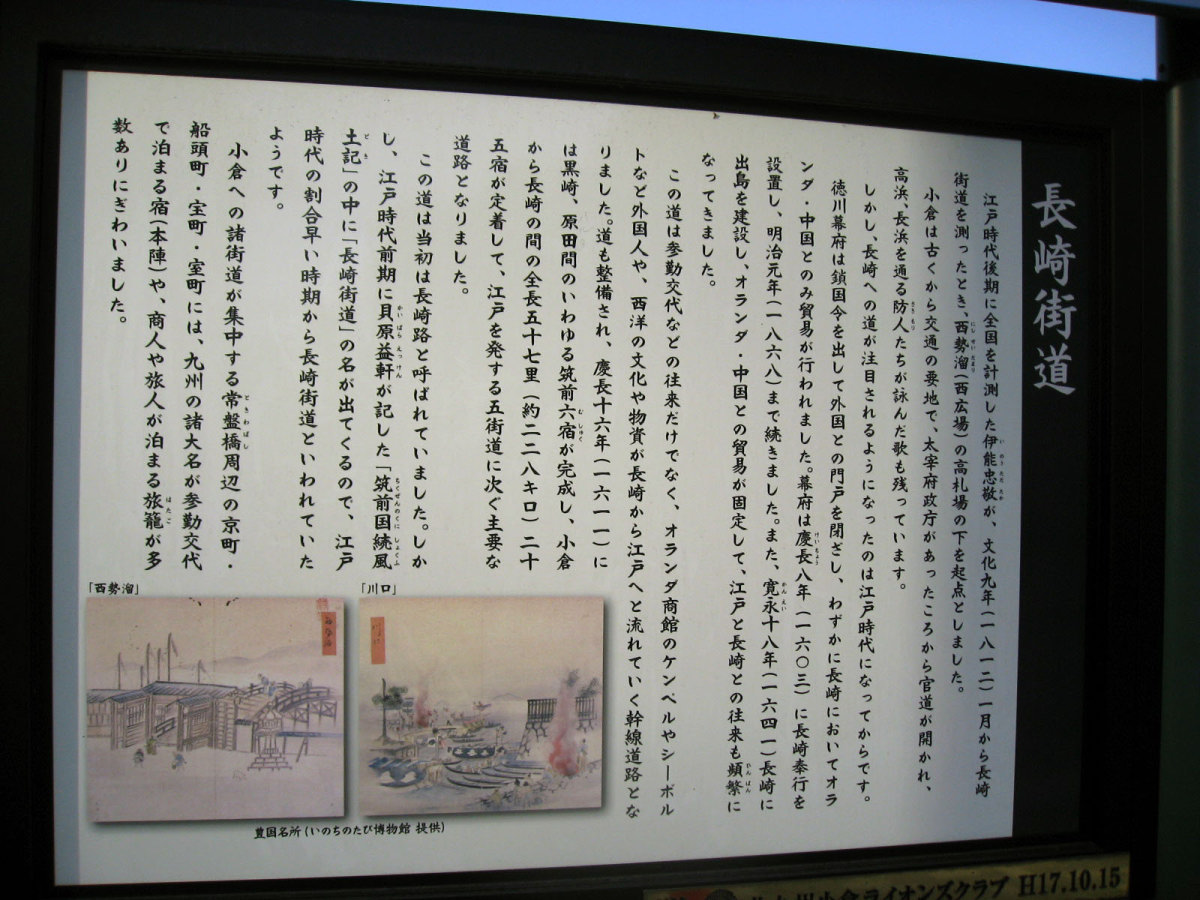 長崎街道
江戸時代後期に全国を計測した伊能忠敬が、文化九年(一八一二)一月から長崎
街道を測ったとき、西勢溜(西広場)の高札場の下を起点としました。
小倉は古くから交通の要地で、太宰府政庁があったころから官道が開かれ、
高浜、長浜を通る防人たちが詠んだ歌も残っています。
しかし、長崎への道が注目されるようになったのは江戸時代になってからです。
徳川幕府は鎖国令を出して外国との門戸を閉ざし、わずかに長崎においてオラ
ンダ・中国とのみ貿易が行われました。幕府は慶長八年(一六〇三)に長崎奉行を
設置し、明治元年(一八六八)まで続きました。また、寛永十八年(一六四一)長崎に
出島を建設し、オランダ・中国との貿易が固定して、江戸と長崎との往来も頻繁に
なってきました。
この道は参勤交代などの往来だけでなく、オランダ商館のケンペルやシーボル
トなど外国人や、西洋の文化や物資が長崎から江戸へと流れていく幹線道路とな
りました。道も整備され、慶長十六年(一六一一)に
は黒崎、原田間のいわゆる筑前六宿が完成し、小倉
から長崎の間の全長五十七里(約二二八キロ)二十
五宿が定着して、江戸を発する五街道に次ぐ主要な
道路となりました。
この道は当初は長崎路と呼ばれていました。しか
し、江戸時代前期に貝原益軒が記した「筑前国続風
土記」の中に「長崎街道」の名が出てくるので、江戸
時代の割合早い時期から長崎街道といわれていた
ようです。
小倉への諸街道が集中する常盤橋周辺の京町・
船頭町・宝町・室町には、九州の諸大名が参勤交代
で泊まる宿(本陣)や、商人や旅人が泊まる旅籠が多
数ありにぎわいました。
「川口」
「西勢溜」
豊国名所(いのちのたび博物館 提供)
小倉ライオンズクラブ H17.10.15